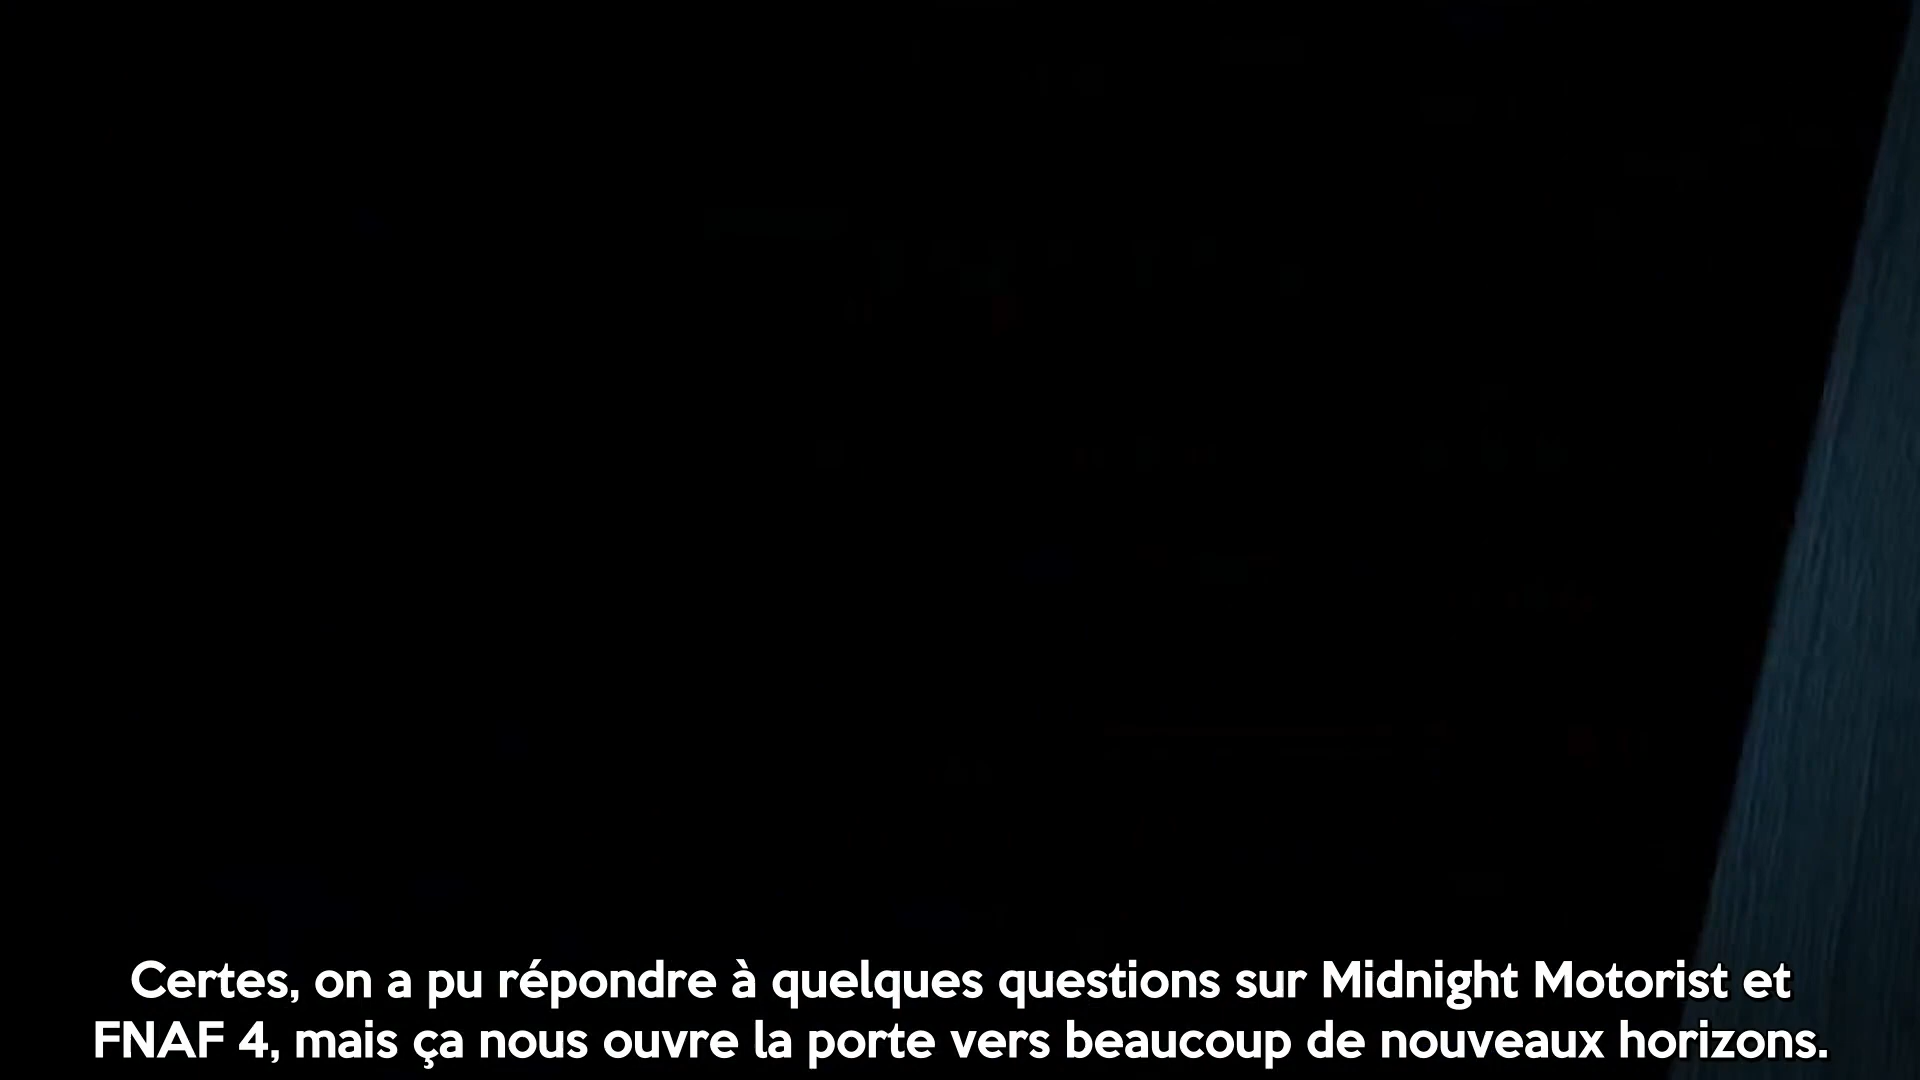 Certes, on a pu répondre à quelques questions sur Midnight Motorist et
FNAF 4, mais ça nous ouvre la porte vers beaucoup de nouveaux horizons.